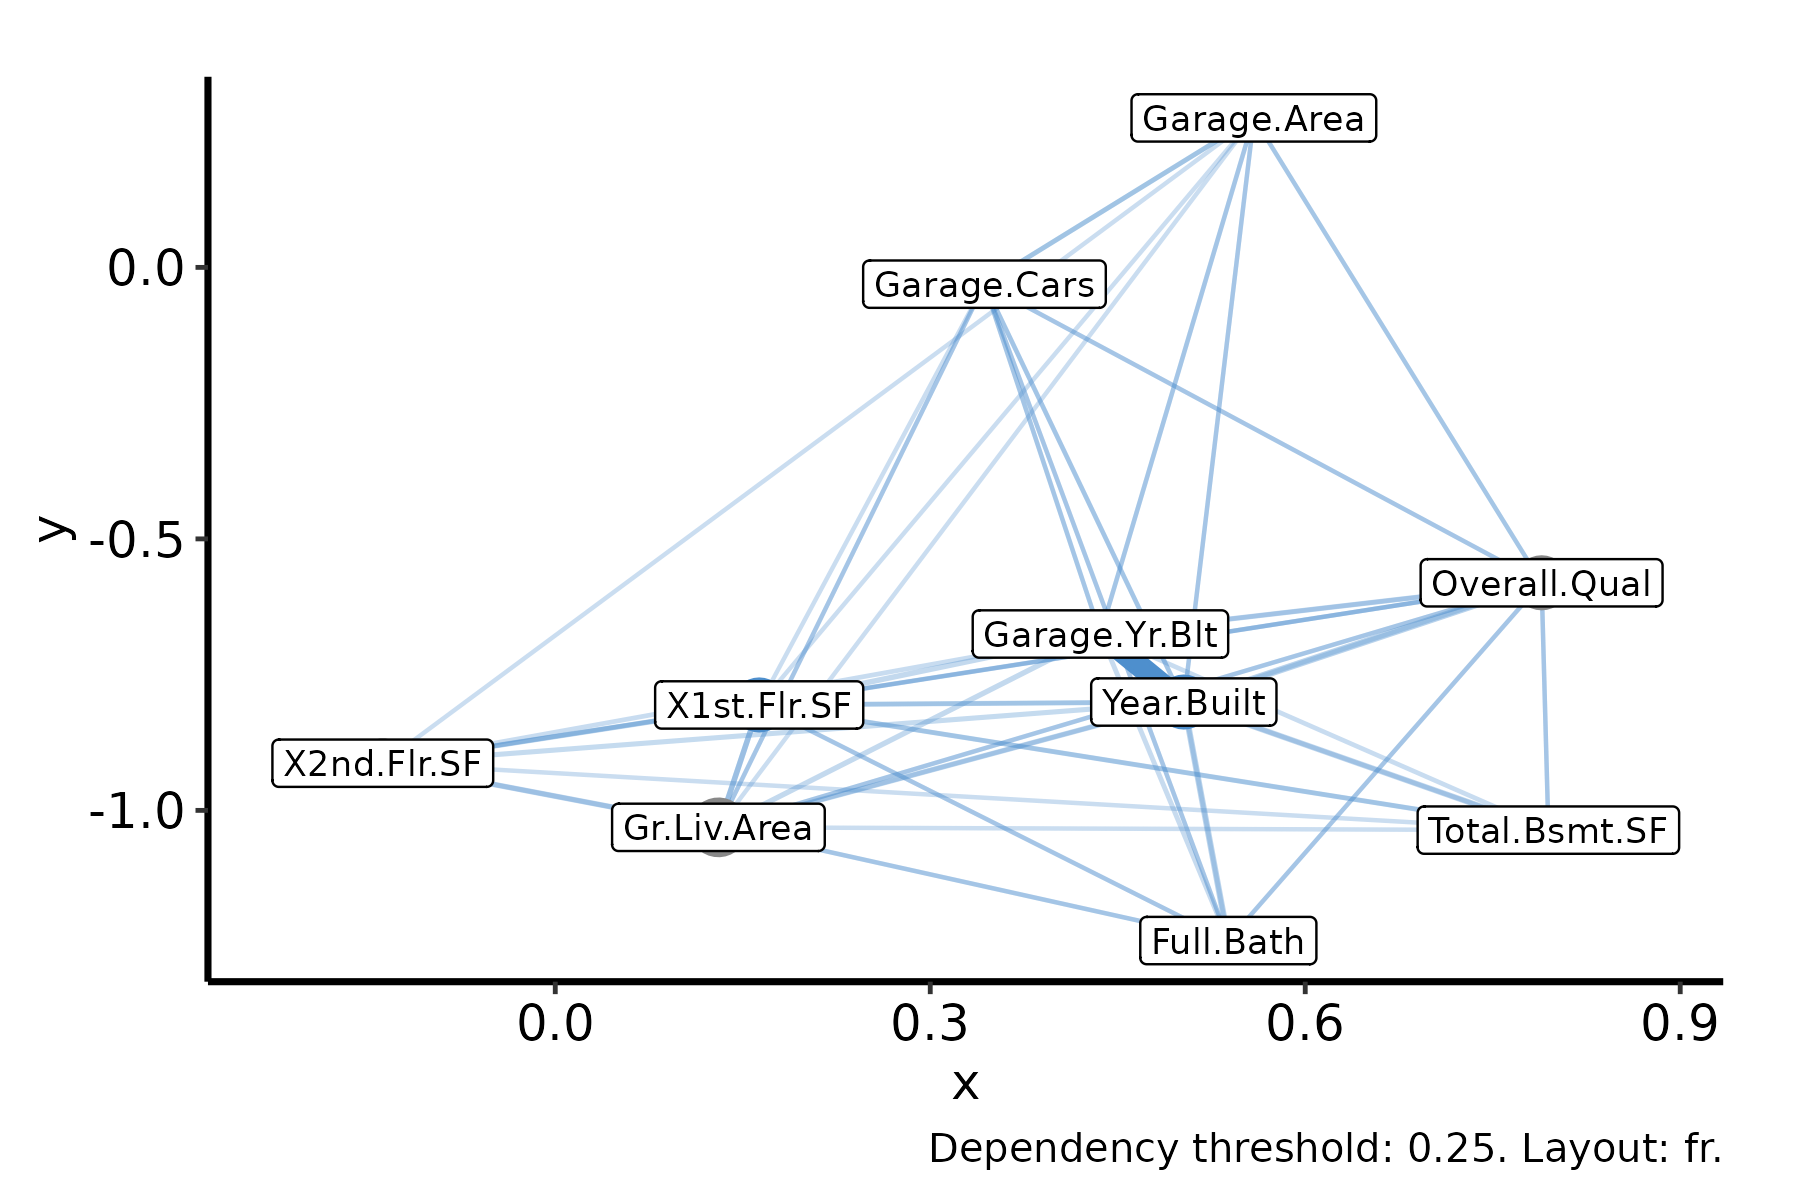 Garage.Area
0.0
Garage.Cars
y
-0.5
Overall.Qual
Garage.Yr.Blt
X1st.Flr.SF
Year.Built
X2nd.Flr.SF
-1.0
Gr.Liv.Area
Total.Bsmt.SF
Full.Bath
0.0 0.3 0.6 0.9
x
Dependency threshold: 0.25. Layout: fr.